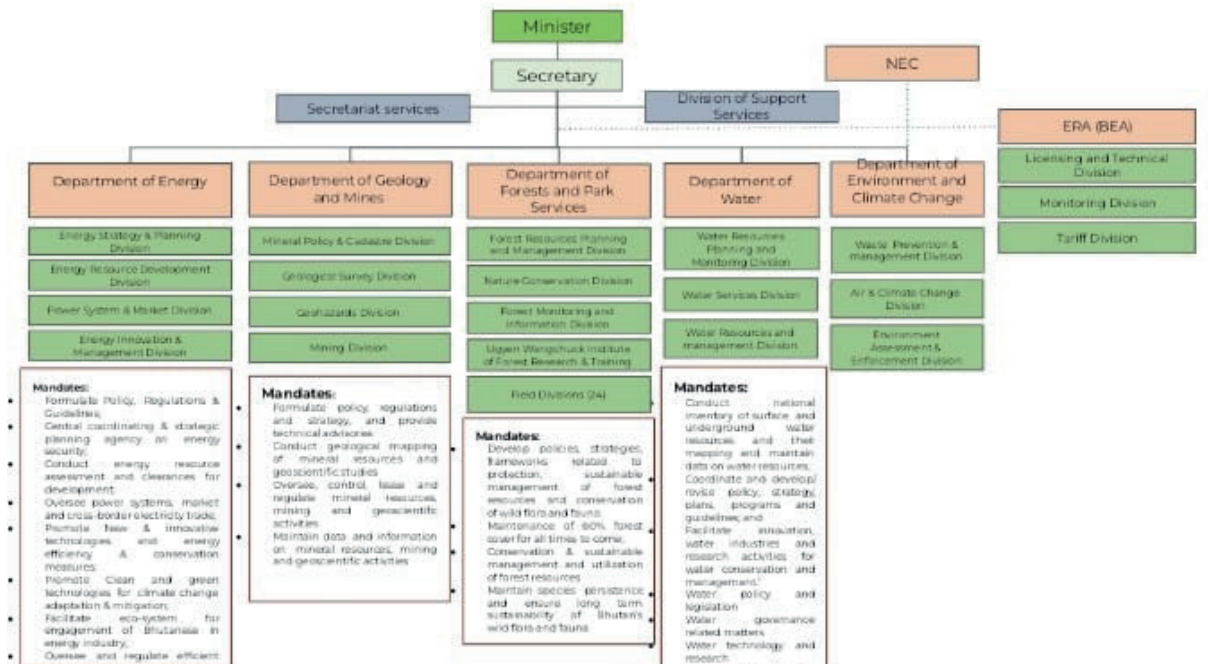 Minister
Secretary
NEC
Secretariat services
Division of Support
Services
ERA (BEA)
Department of Energy
Energy Strategy & Planning
Division
Energy Resource Development
Division
Power System & Market Division
Energy Innovation &
Management Division
Mandates:
Formulate Policy, Regulations &
Guidelines;
Central coordinating & strategic
planning agency on energy
security;
Conduct energy resource
assessment and clearances for
development
Oversee power systems, market
and cross-border electricity trade;
Promote New & innovative
technologies and energy
efficiency & conservation
measures
Promote Clean and green
technologies for climate change
adaptation & mitigation;
Facilitate eco-system for
engagement of Bhutanese in
energy industry;
Oversee and regulate efficient
Department of Geology
and Mines
Mineral Policy & Cadastre Division
Geological Survey Division
Geohazards Division
Mining Division
Mandates:
Formulate policy, regulations
and strategy, and provide
technical advisories
Conduct geological mapping
of mineral resources and
geoscientific studies
Oversee, control, lease and
regulate mineral resources,
mining and geoscientific
activities
Maintain data and information
on mineral resources, mining
and geoscientific activities
Department of
Forests and Park
Services
Forest Resources Planning
and Management Division
Nature Conservation Division
Forest Monitoring and
Information Division
Ugyen Wangchuck Institute
of Forest Research & Training
Field Divisions (24)
Mandates:
Develop policies, strategies,
frameworks related to
protection, sustainable
management of forest
resources and conservation
of wild flora and fauna
Maintenance of 60% forest
cover for all times to come;
Conservation & sustainable
management and utilization
of forest resources
Maintain species persistence
and ensure long term
sustainability of Bhutan's
wild flora and fauna
Department of
Water
Water Resources
Planning and
Monitoring Division
Water Services Division
Water Resources and
management Division
Mandates:
Conduct national
inventory of surface and
underground water
resources and their
mapping and maintain
data on water resources,
Coordinate and develop/
revise policy, strategy,
plans, programs and
guidelines; and
Facilitate innovation,
water industries and
research activities for
water conservation and
management.'
Water policy and
legislation
Water governance
related matters
Water technology and
research
Department of
Environment and
Climate Change
Waste Prevention &
management Division
Air & Climate Change
Division
Environment
Assessment &
Enforcement Division
Licensing and Technical
Division
Monitoring Division
Tariff Division